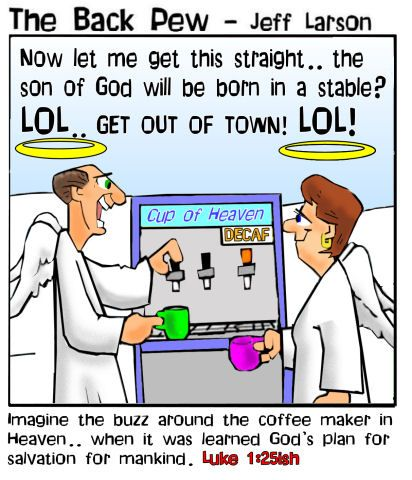 The Back Pew - Jeff Larson
Now let me get this straight.. the
son of God will be born in a stable?
LOL.. GET OUT OF TOWN! LOL!
Cup of Heaven
DECAF
Imagine the buzz around the coffee maker in
Heaven.. when it was learned God's plan for
salvation for mankind. Luke 1:25ish